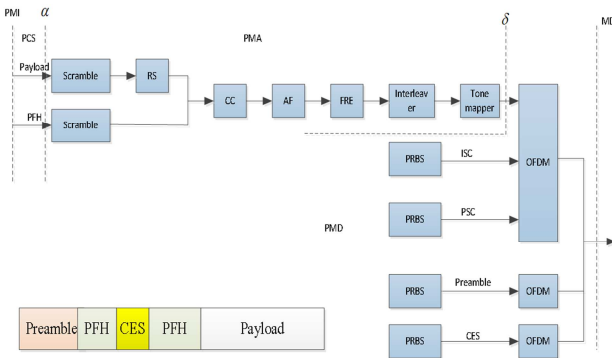 PMI
α
δ
MD
PCS
PMA
Payload
Scramble
RS
CC
AF
FRE
Interleav
er
Tone
mapper
PFH
Scramble
OFDM
PRBS
ISC
PRBS
PSC
PMD
PRBS
Preamble
OFDM
PRBS
CES
OFDM
Preamble
PFH
CES
PFH
Payload